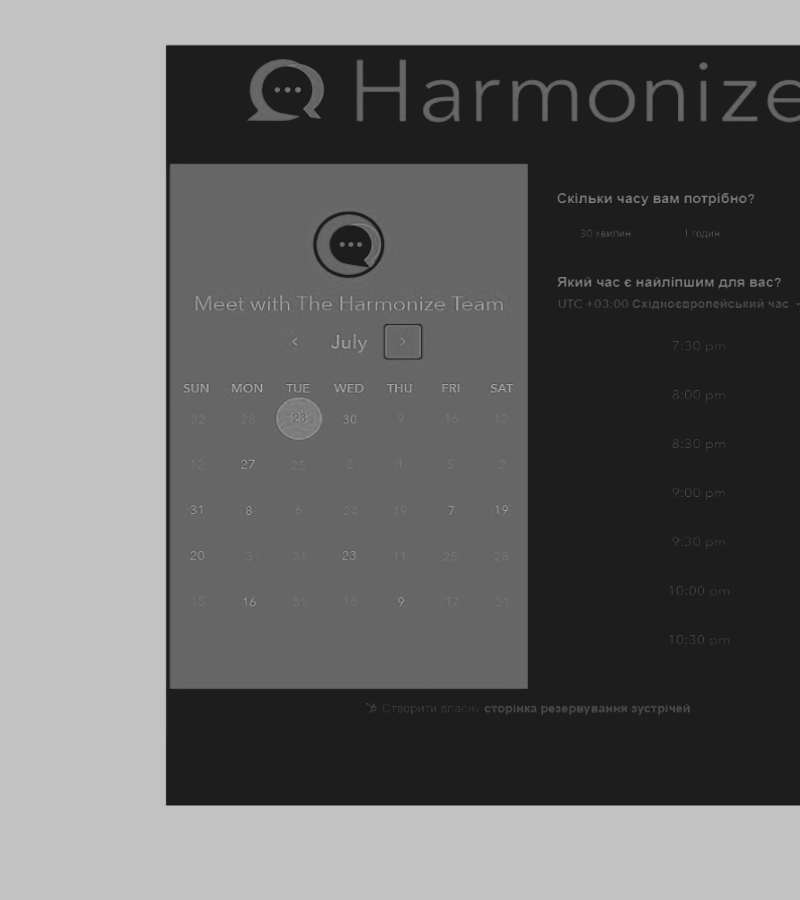 Harmonize
Meet with The Harmonize Team
July
SUN MON TUE WED THU FRI SAT
22 28 28 30 9 16 12
12 27 25 6 1 5 2
31 8 6 24 19 7 19
20 3 31 23 11 25 28
15 16 31 16 9 17 31
Скільки часу вам потрібно?
30 хвилин 1 годин
Який час є найліпшим для вас?
UTC +03:00 Східноєвропейський час
7:30 pm
8:00 pm
8:30 pm
9:00 pm
9:30 pm
10:00 pm
10:30 pm
Створити власну сторінка резервування зустрічей